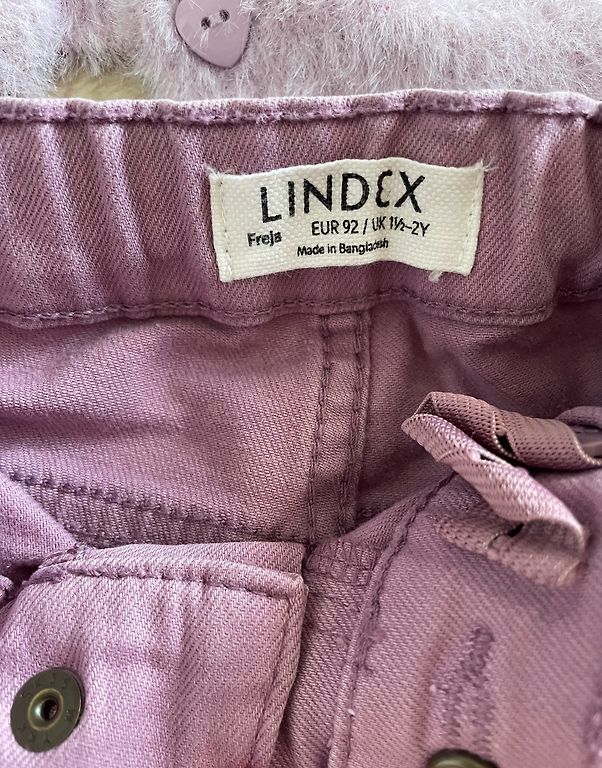 LINDEX
Freja EUR 92 / UK 1½–2Y
Made in Bangladesh